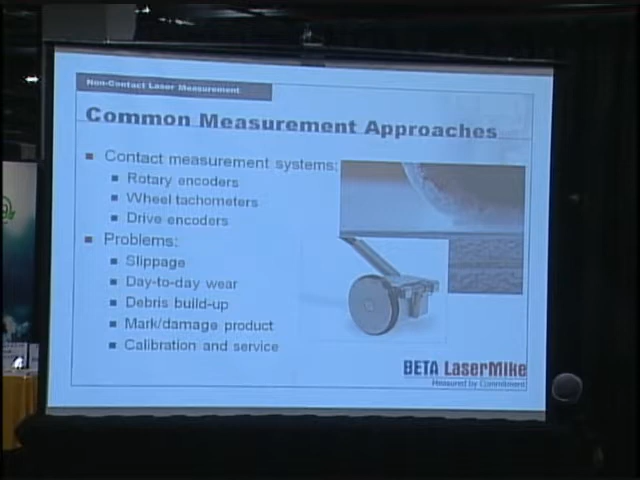 Non-Contact Laser Measurement
Common Measurement Approaches
Contact measurement systems:
Rotary encoders
Wheel tachometers
Drive encoders
Problems:
Slippage
Day-to-day wear
Debris build-up
Mark/damage product
Calibration and service
BETA LaserMike
Measured by Commitment